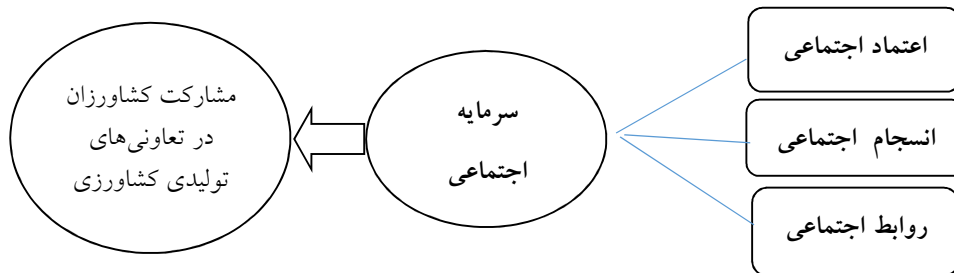 اعتماد اجتماعی
انسجام اجتماعی
روابط اجتماعی
سرمایه
اجتماعی
مشارکت کشاورزان
در تعاونی‌های
تولیدی کشاورزی